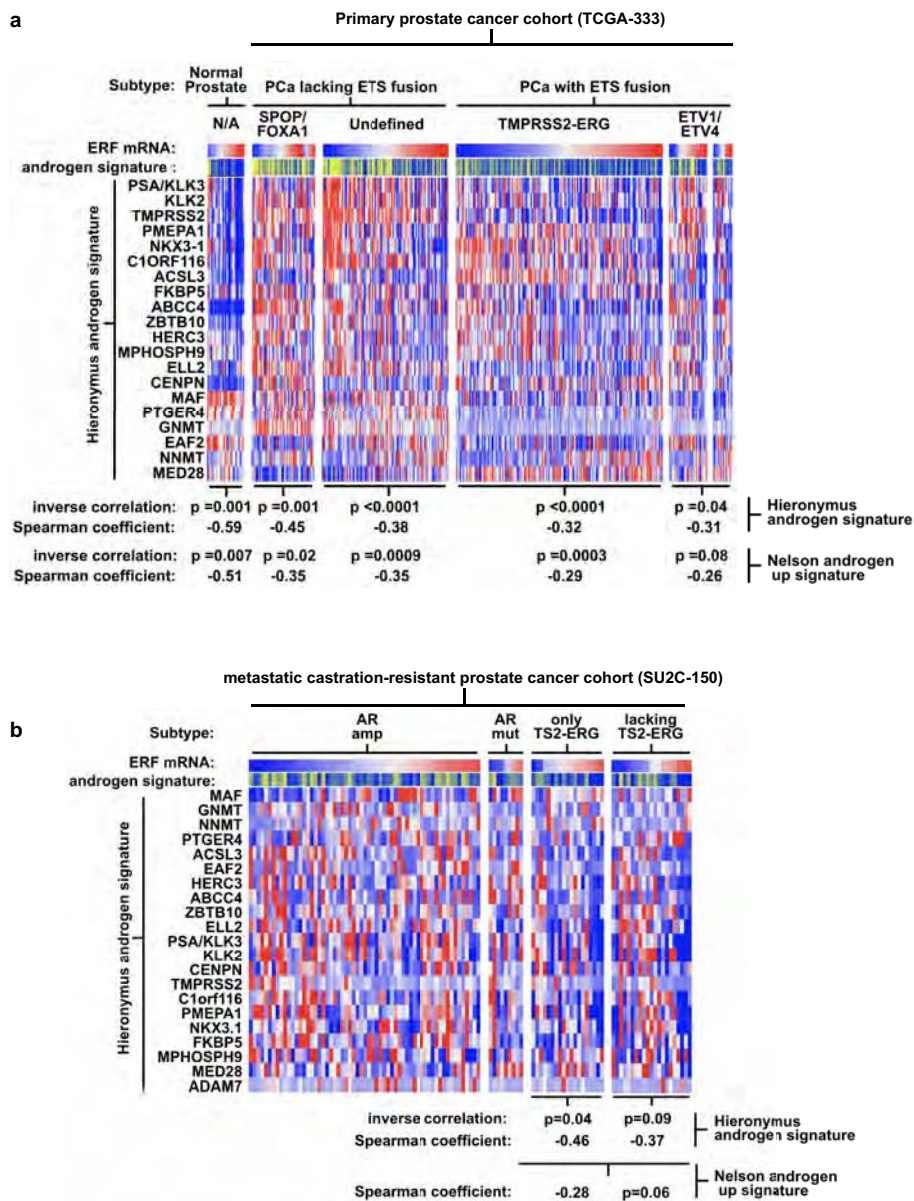 a
Primary prostate cancer cohort (TCGA-333)
Subtype:
Normal Prostate
PCa lacking ETS fusion
PCa with ETS fusion
N/A
SPOP/ FOXA1
Undefined
TMPRSS2-ERG
ETV1/ ETV4
ERF mRNA:
androgen signature :
Hieronymus androgen signature
PSA/KLK3
KLK2
TMPRSS2
PMEPA1
NKX3-1
C1ORF116
ACSL3
FKBP5
ABCC4
ZBTB10
HERC3
MPHOSPH9
ELL2
CENPN
MAF
PTGER4
GNMT
EAF2
NNMT
MED28
inverse correlation: p =0.001 p =0.001 p <0.0001 p <0.0001 p =0.04
Spearman coefficient: -0.59 -0.45 -0.38 -0.32 -0.31
Hieronymus
androgen signature
inverse correlation: p =0.007 p =0.02 p =0.0009 p =0.0003 p =0.08
Spearman coefficient: -0.51 -0.35 -0.35 -0.29 -0.26
Nelson androgen
up signature
metastatic castration-resistant prostate cancer cohort (SU2C-150)
b
Subtype:
AR amp
AR mut
only TS2-ERG
lacking TS2-ERG
ERF mRNA:
androgen signature:
Hieronymus androgen signature
MAF
GNMT
NNMT
PTGER4
ACSL3
EAF2
HERC3
ABCC4
ZBTB10
ELL2
PSA/KLK3
KLK2
CENPN
TMPRSS2
C1orf116
PMEPA1
NKX3.1
FKBP5
MPHOSPH9
MED28
ADAM7
inverse correlation: p=0.04 p=0.09
Spearman coefficient: -0.46 -0.37
Hieronymus
androgen signature
Spearman coefficient: -0.28 p=0.06
Nelson androgen
up signature